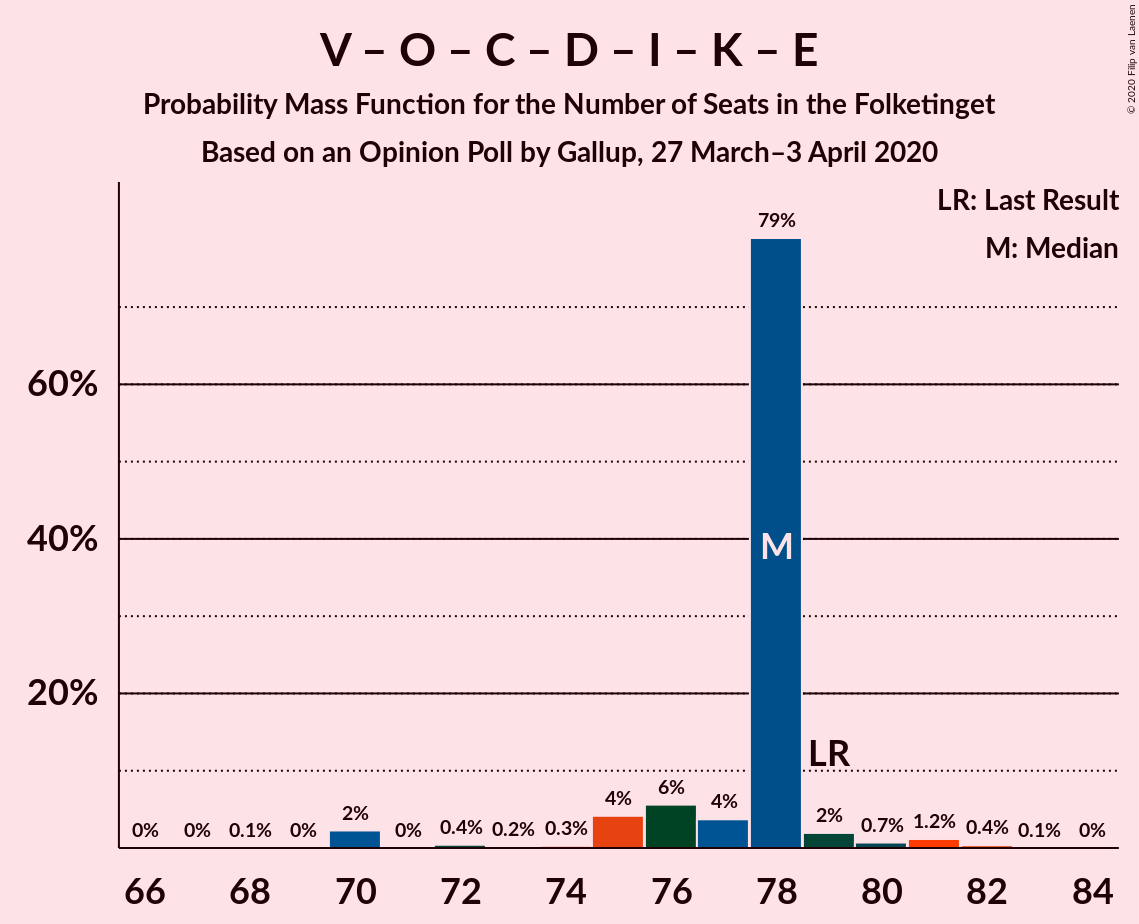 V – O – C – D – I – K – E
Probability Mass Function for the Number of Seats in the Folketinget
Based on an Opinion Poll by Gallup, 27 March–3 April 2020
© 2020 Filip van Laenen
LR: Last Result
M: Median
79%
60%
40%
M
20%
LR
0% 0% 0.1% 0% 2% 0% 0.4% 0.2% 0.3% 4% 6% 4% 2% 0.7% 1.2% 0.4% 0.1% 0%
66 68 70 72 74 76 78 80 82 84